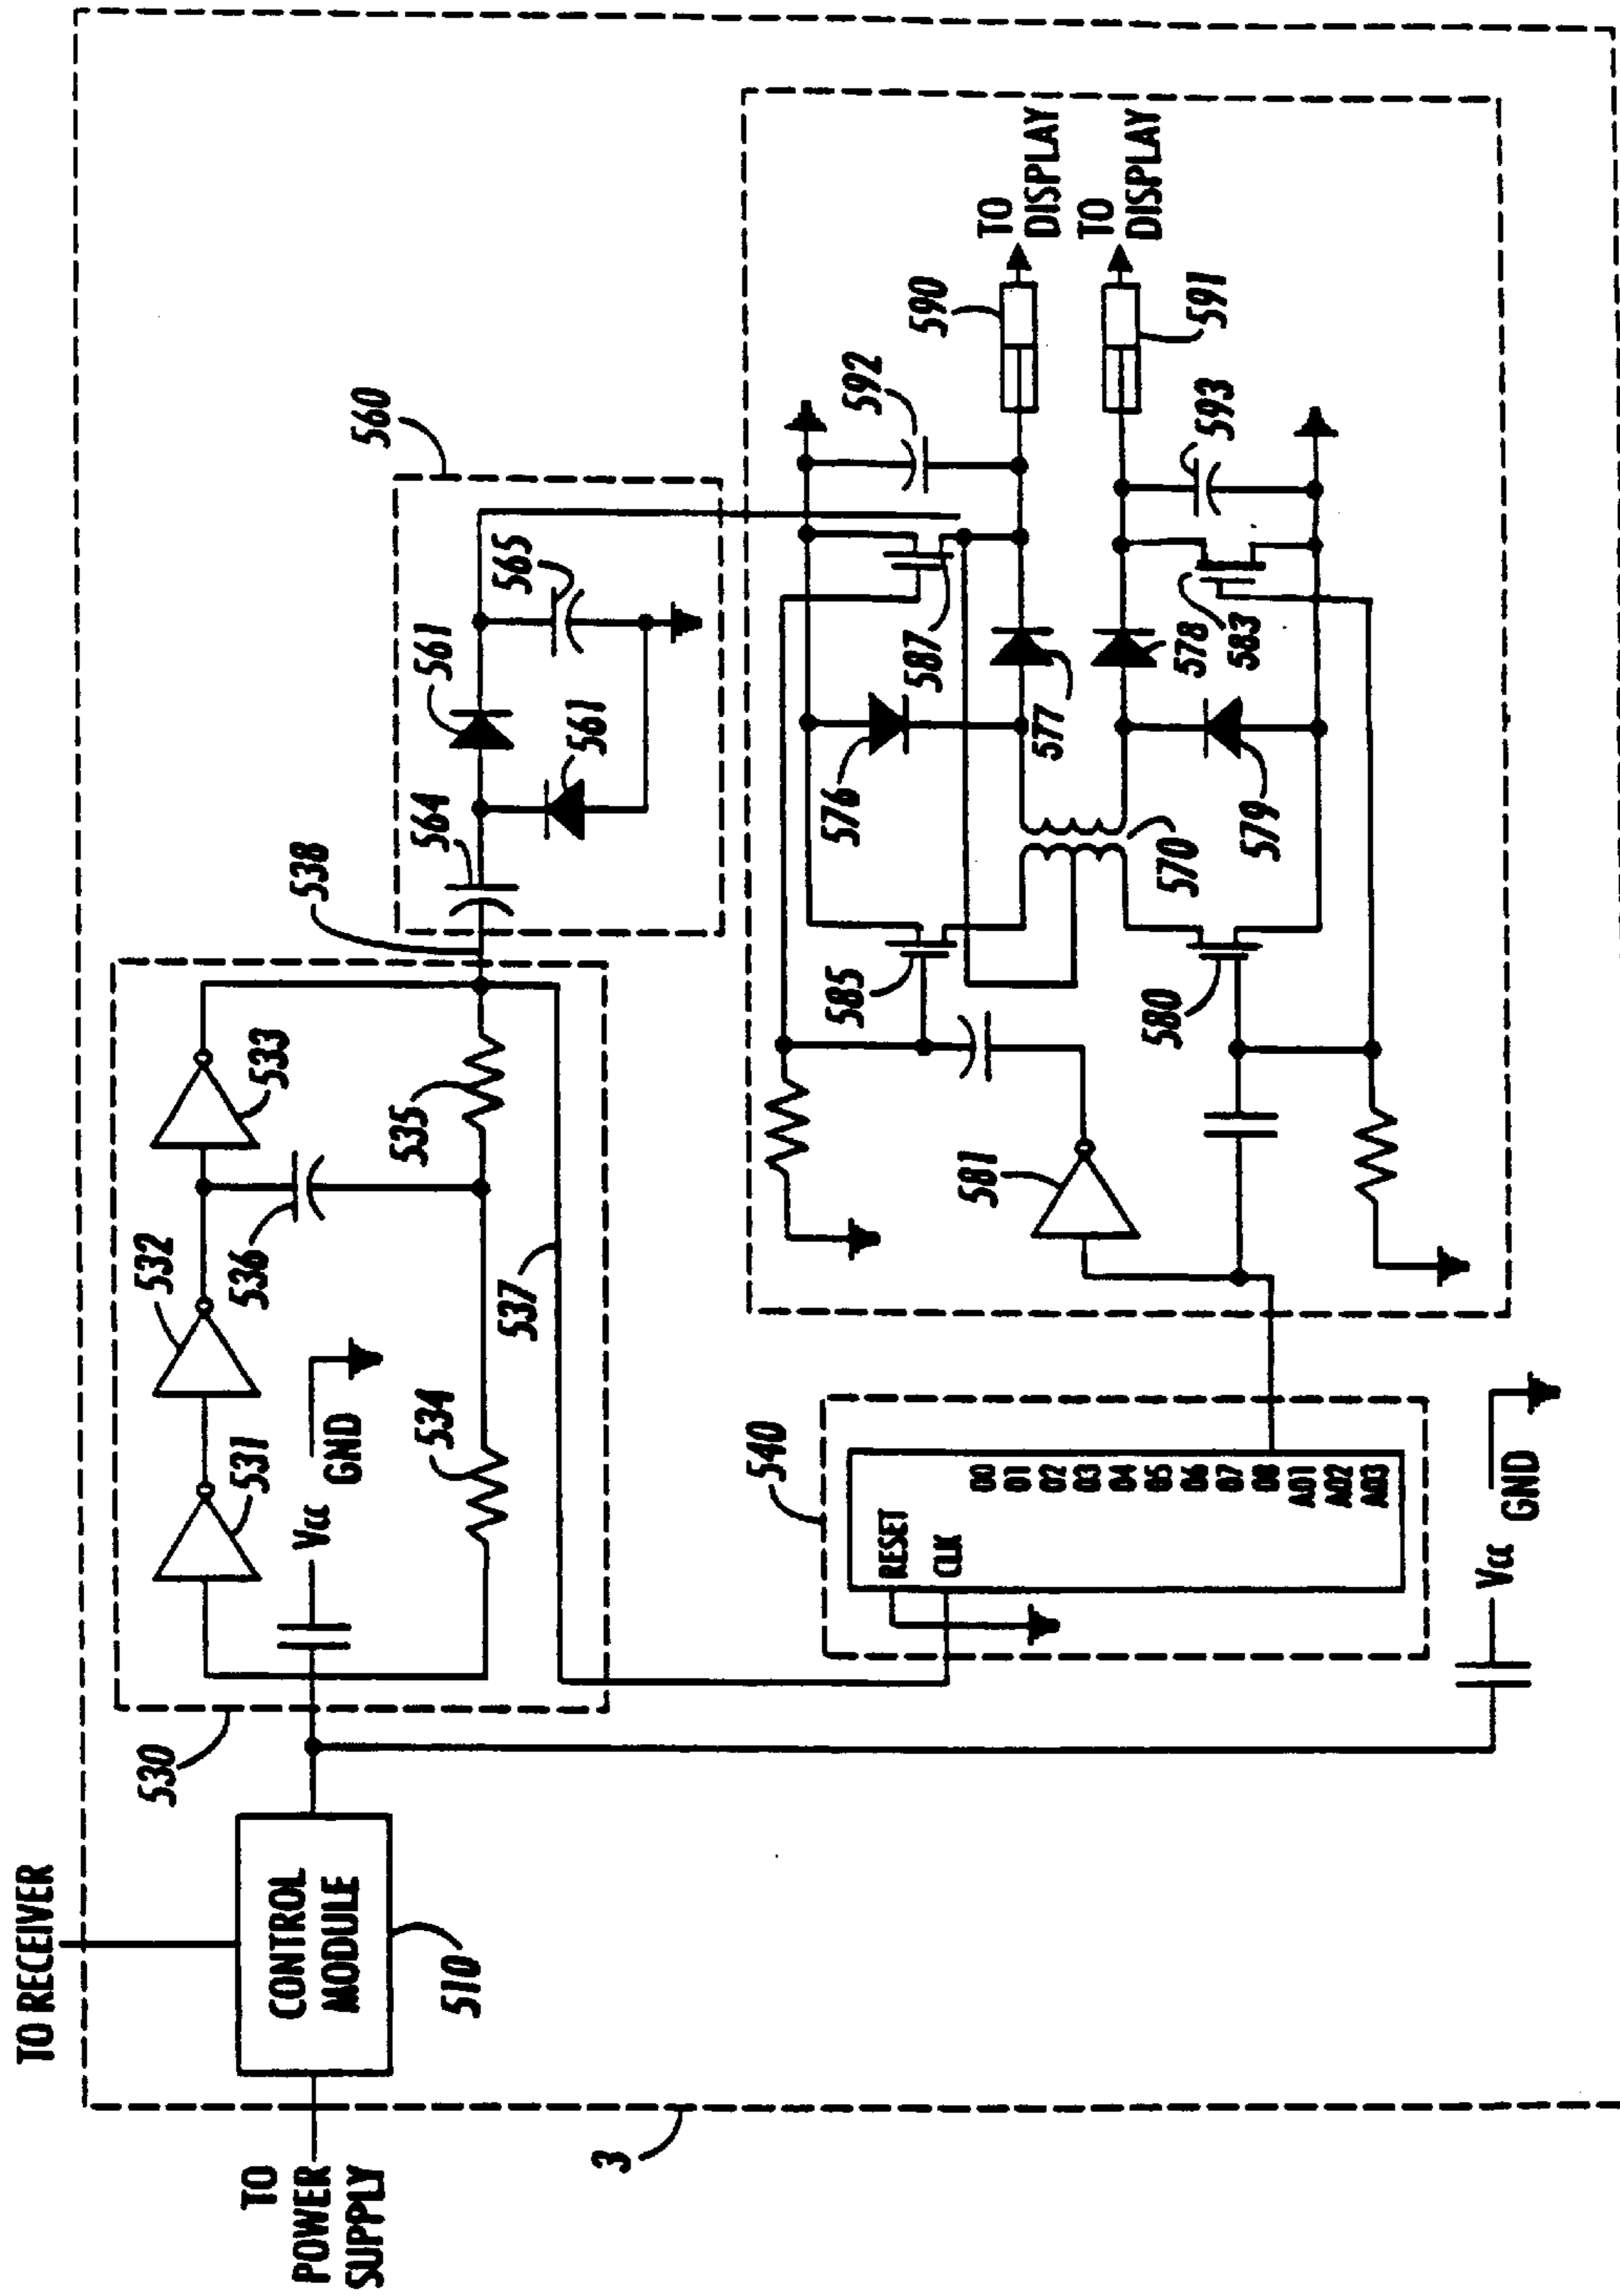 TO RECEIVER
TO
POWER
SUPPLY
CONTROL
MODULE
510
3
530
531
532
533
534
535
536
537
538
Vcc
GND
540
RESET
CLK
00
01
02
03
04
05
06
07
08
A01
A02
A03
Vcc
GND
560
561
561
564
565
570
576
577
578
579
580
581
583
585
587
590
591
592
593
TO
DISPLAY
TO
DISPLAY